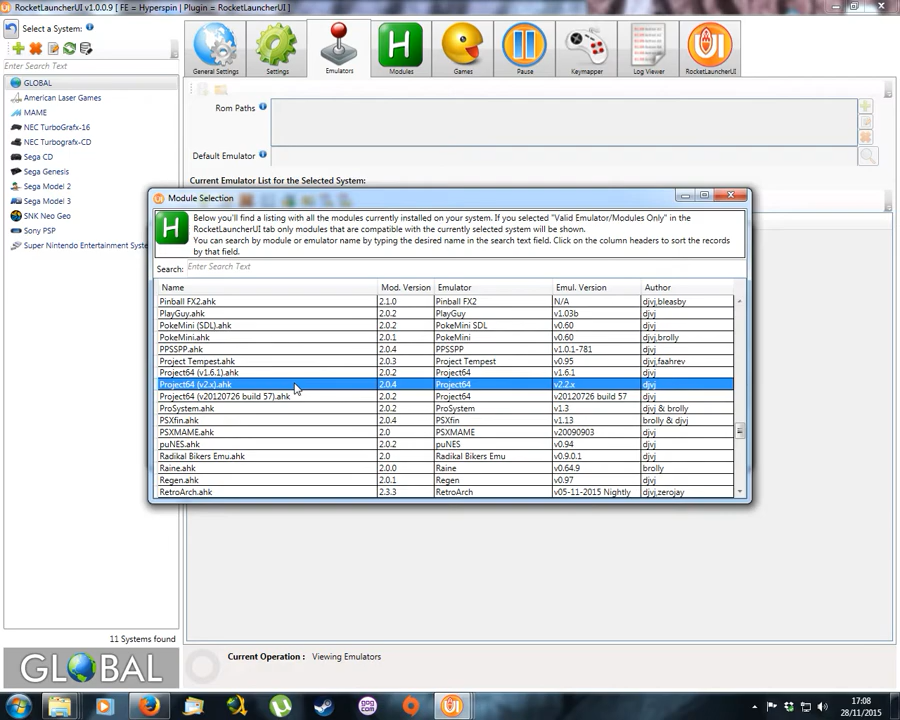 RocketLauncherUI v1.0.0.9 [ FE = Hyperspin | Plugin = RocketLauncher ]
Select a System:
General Settings
Settings
Emulators
Modules
Games
Pause
Keymapper
Log Viewer
RocketLauncherUI
Enter Search Text
GLOBAL
American Laser Games
MAME
NEC TurboGrafx-16
NEC Turbografx-CD
Sega CD
Sega Genesis
Sega Model 2
Sega Model 3
SNK Neo Geo
Sony PSP
Super Nintendo Entertainment Syste
Rom Paths
Default Emulator
Current Emulator List for the Selected System:
Module Selection
Below you'll find a listing with all the modules currently installed on your system. If you selected "Valid Emulator/Modules Only" in the
RocketLauncherUI tab only modules that are compatible with the currently selected system will be shown.
You can search by module or emulator name by typing the desired name in the search text field. Click on the column headers to sort the records
by that field.
Search: Enter Search Text
Name Mod. Version Emulator Emul. Version Author
Pinball FX2.ahk 2.1.0 Pinball FX2 N/A djvj,bleasby
PlayGuy.ahk 2.0.2 PlayGuy v1.03b djvj
PokeMini (SDL).ahk 2.0.2 PokeMini SDL v0.60 djvj
PokeMini.ahk 2.0.1 PokeMini v0.60 djvj,brolly
PPSSPP.ahk 2.0.4 PPSSPP v1.0.1-781 djvj
Project Tempest.ahk 2.0.3 Project Tempest v0.95 djvj,faahrev
Project64 (v1.6.1).ahk 2.0.2 Project64 v1.6.1 djvj
Project64 (v2.x).ahk 2.0.4 Project64 v2.2.x djvj
Project64 (v20120726 build 57).ahk 2.0.2 Project64 v20120726 build 57 djvj
ProSystem.ahk 2.0.2 ProSystem v1.3 djvj & brolly
PSXfin.ahk 2.0.4 PSXfin v1.13 brolly & djvj
PSXMAME.ahk 2.0 PSXMAME v20090903 djvj
puNES.ahk 2.0.2 puNES v0.94 djvj
Radikal Bikers Emu.ahk 2.0 Radikal Bikers Emu v0.9.0.1 djvj
Raine.ahk 2.0.0 Raine v0.64.9 brolly
Regen.ahk 2.0.1 Regen v0.97 djvj
RetroArch.ahk 2.3.3 RetroArch v05-11-2015 Nightly djvj,zerojay
11 Systems found
GLOBAL
Current Operation : Viewing Emulators
gog
com
17:08
28/11/2015